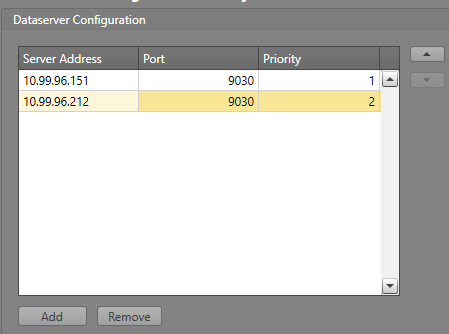 Dataserver Configuration
Server Address Port Priority
10.99.96.151 9030 1
10.99.96.212 9030 2
Add Remove